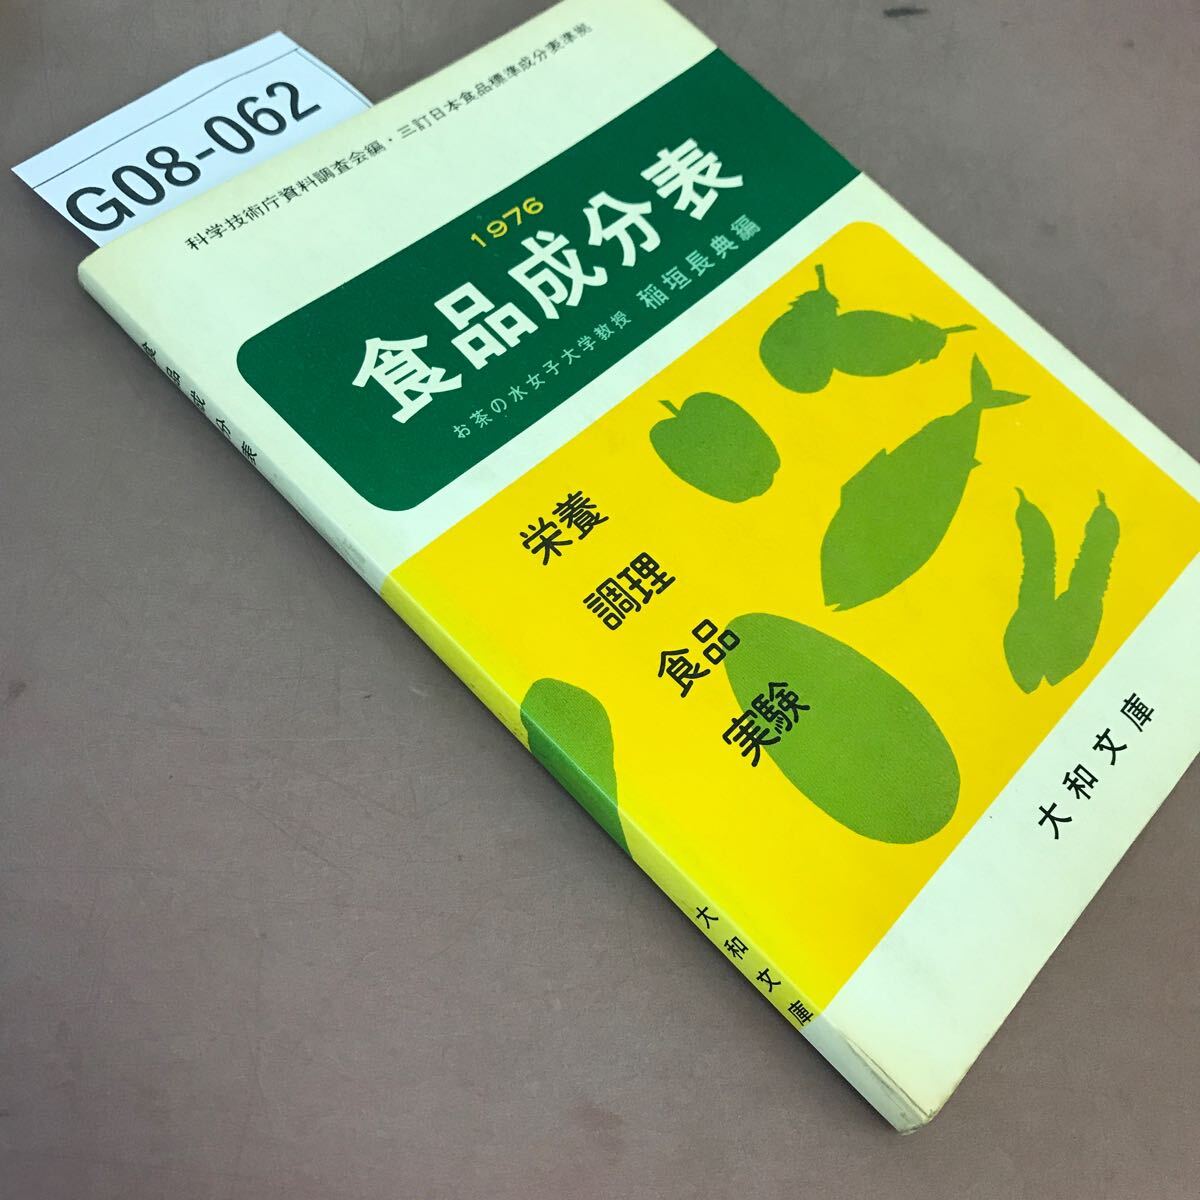 G08-062
科学技術庁資料調査会編・三訂日本食品標準成分表準拠
1976
食品成分表
お茶の水女子大学教授 稲垣長典編
栄養
調理
食品
実験
大和文庫
食品成分表
大和文庫